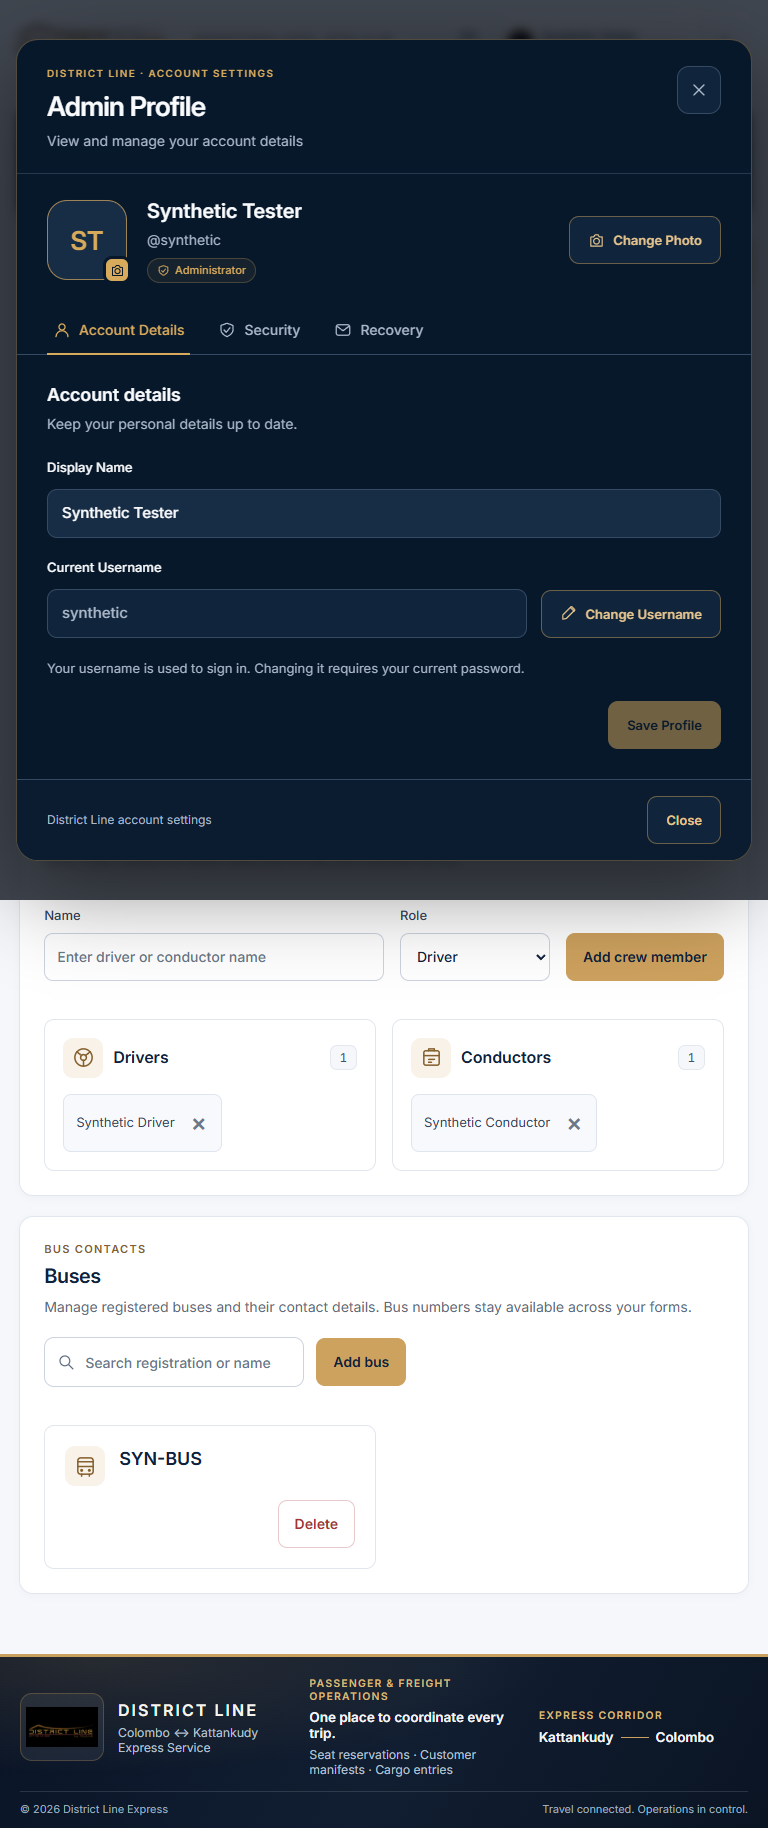 DISTRICT LINE · ACCOUNT SETTINGS
Admin Profile
View and manage your account details
ST
Synthetic Tester
@synthetic
Administrator
Change Photo
Account Details
Security
Recovery
Account details
Keep your personal details up to date.
Display Name
Synthetic Tester
Current Username
synthetic
Change Username
Your username is used to sign in. Changing it requires your current password.
Save Profile
District Line account settings
Close
Name
Role
Enter driver or conductor name
Driver
Add crew member
Drivers
1
Synthetic Driver
Conductors
1
Synthetic Conductor
BUS CONTACTS
Buses
Manage registered buses and their contact details. Bus numbers stay available across your forms.
Search registration or name
Add bus
SYN-BUS
Delete
DISTRICT LINE
DISTRICT LINE
Colombo ↔ Kattankudy
Express Service
PASSENGER & FREIGHT
OPERATIONS
One place to coordinate every
trip.
Seat reservations · Customer
manifests · Cargo entries
EXPRESS CORRIDOR
Kattankudy — Colombo
© 2026 District Line Express
Travel connected. Operations in control.